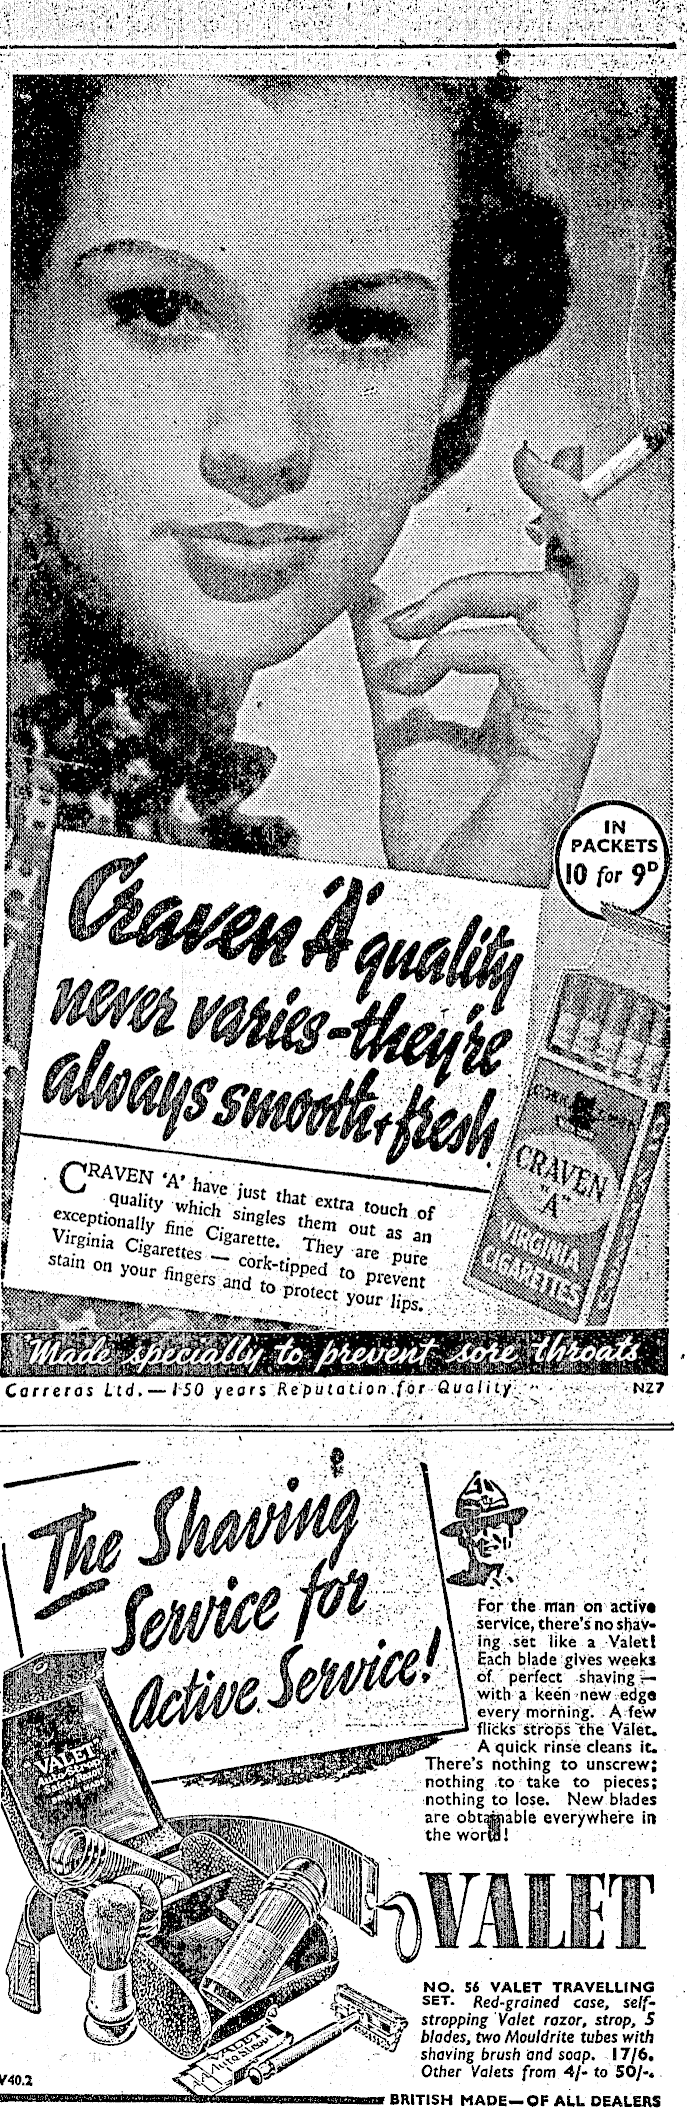 IN
PACKETS
10 for 9D
Craven 'A' quality
never varies-they're
always smooth + fresh.
CRAVEN 'A' have just that extra touch of
quality which singles them out as an
exceptionally fine Cigarette. They are pure
Virginia Cigarettes — cork-tipped to prevent
stain on your fingers and to protect your lips.
CRAVEN
"A"
VIRGINIA
CIGARETTES
Made specially to prevent sore throats
Carreras Ltd.—150 years Reputation for Quality
NZ7
The Shaving
Service for
Active Service!
For the man on active
service, there's no shav-
ing set like a Valet!
Each blade gives weeks
of perfect shaving —
with a keen new edge
every morning. A few
flicks strops the Valet.
A quick rinse cleans it.
There's nothing to unscrew;
nothing to take to pieces;
nothing to lose. New blades
are obtainable everywhere in
the world!
"VALET"
AutoStrop
VALET
VALET
AutoStrop
NO. 56 VALET TRAVELLING
SET. Red-grained case, self-
stropping Valet razor, strop, 5
blades, two Mouldrite tubes with
shaving brush and soap. 17/6.
Other Valets from 4/- to 50/-.
V40.2
BRITISH MADE—OF ALL DEALERS